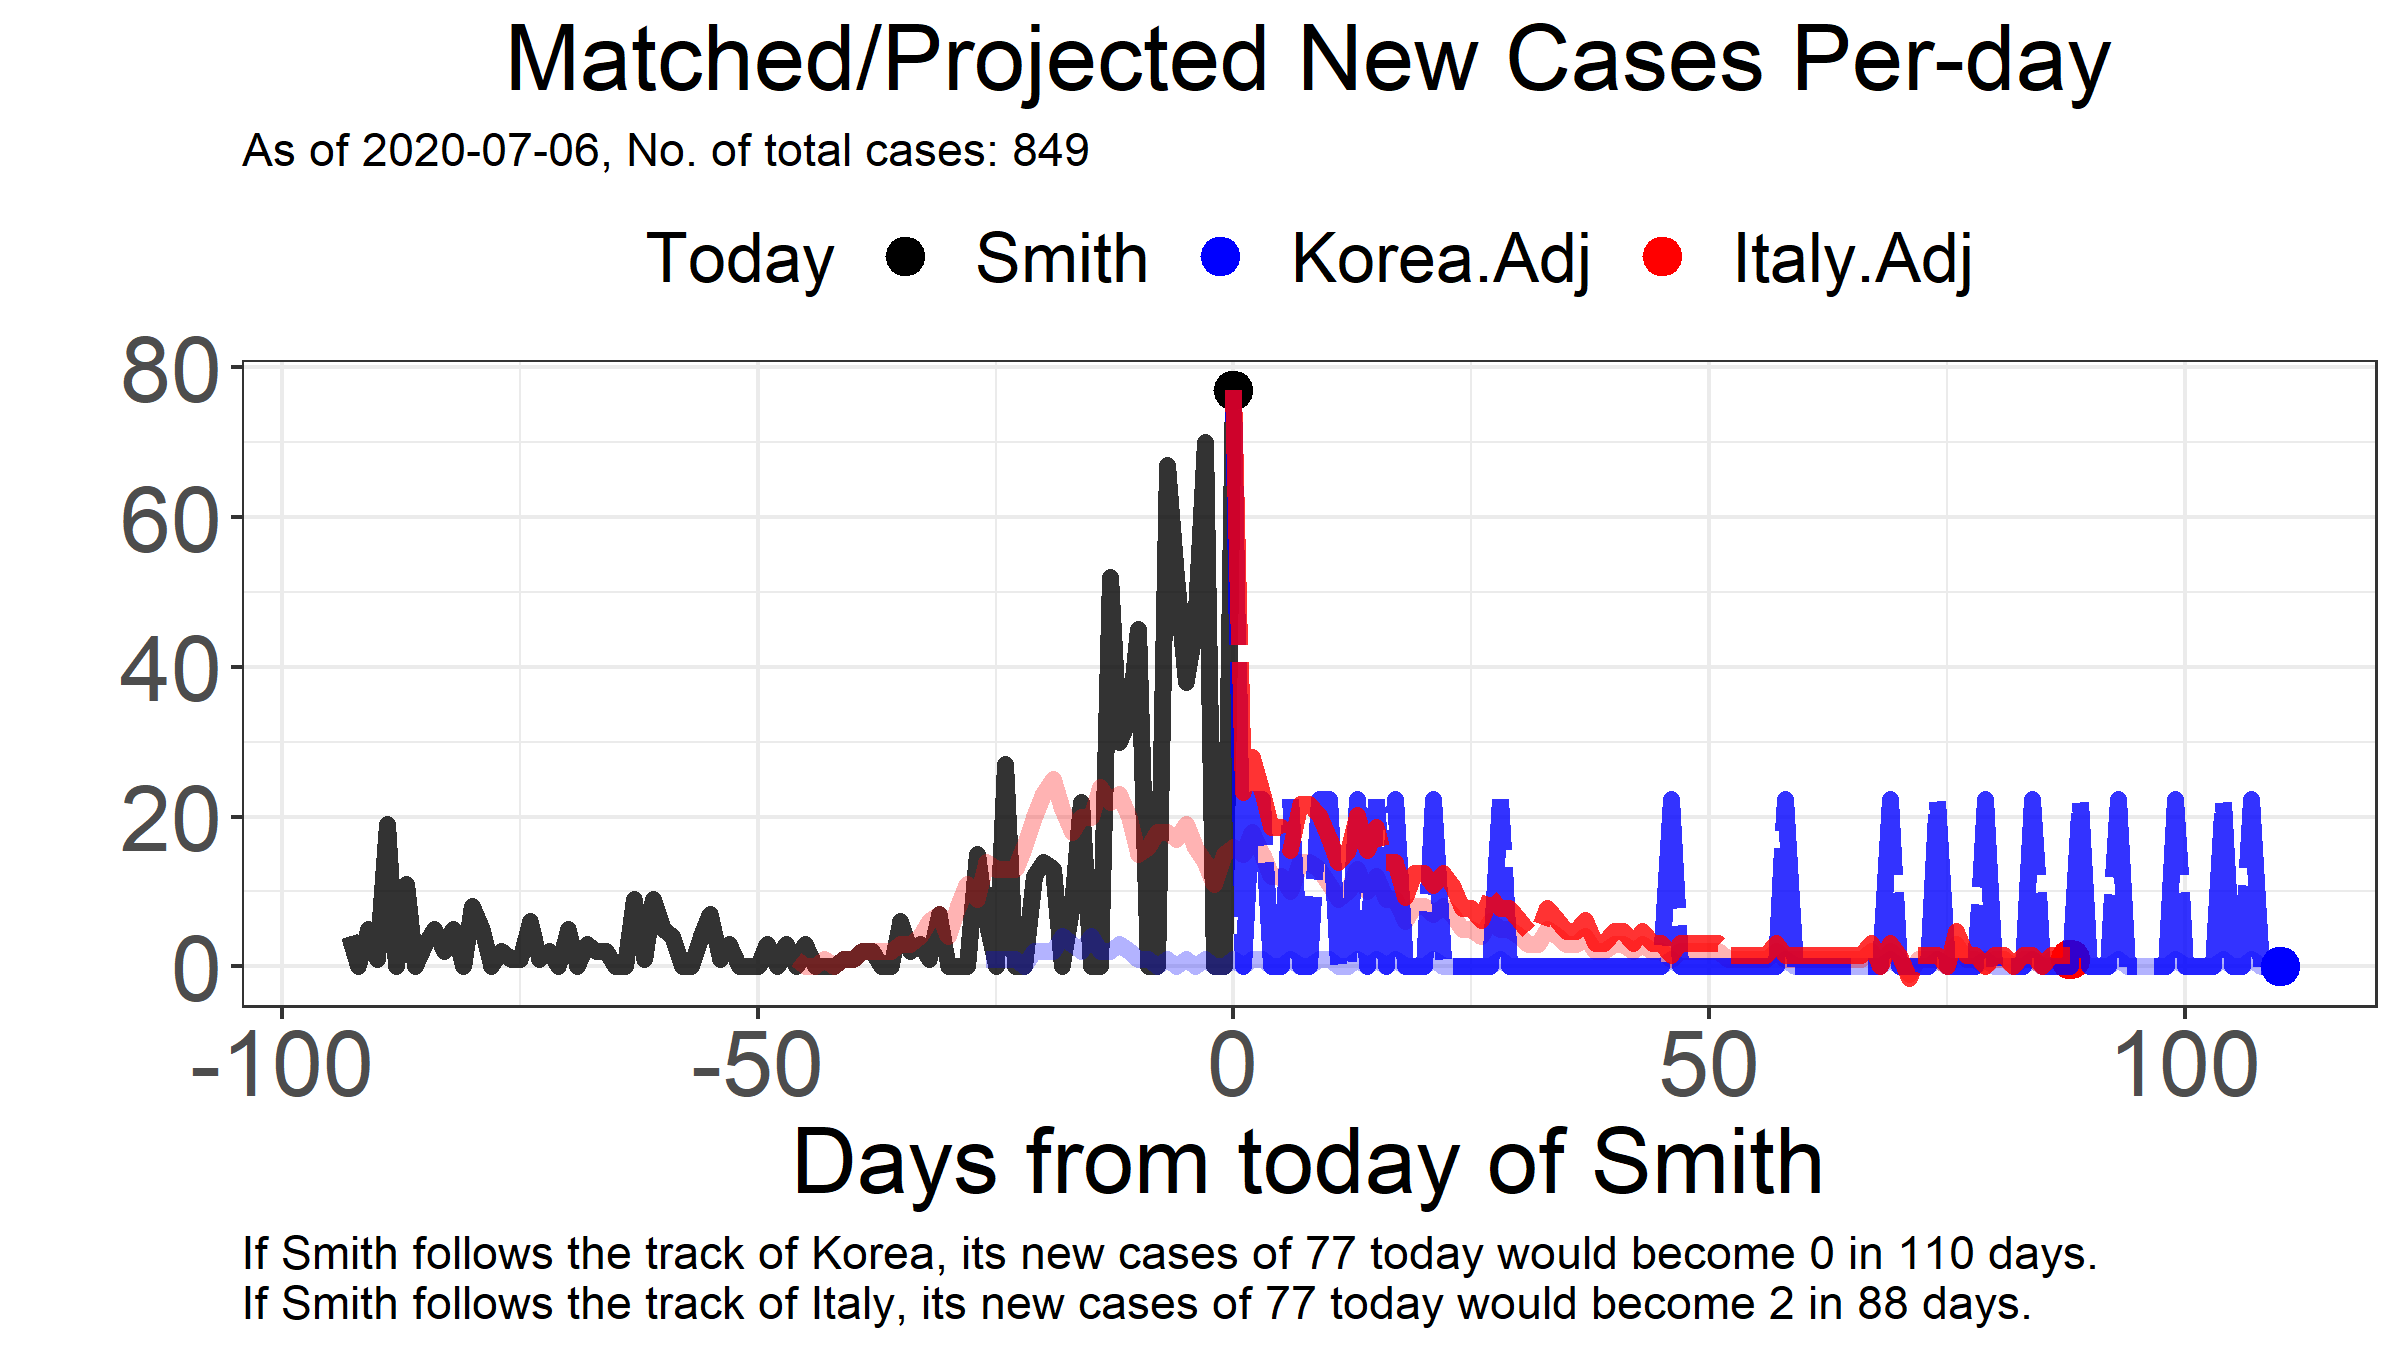 Matched/Projected New Cases Per-day
As of 2020-07-06, No. of total cases: 849
Today Smith Korea.Adj Italy.Adj
80
60
40
20
0
-100 -50 0 50 100
Days from today of Smith
If Smith follows the track of Korea, its new cases of 77 today would become 0 in 110 days.
If Smith follows the track of Italy, its new cases of 77 today would become 2 in 88 days.